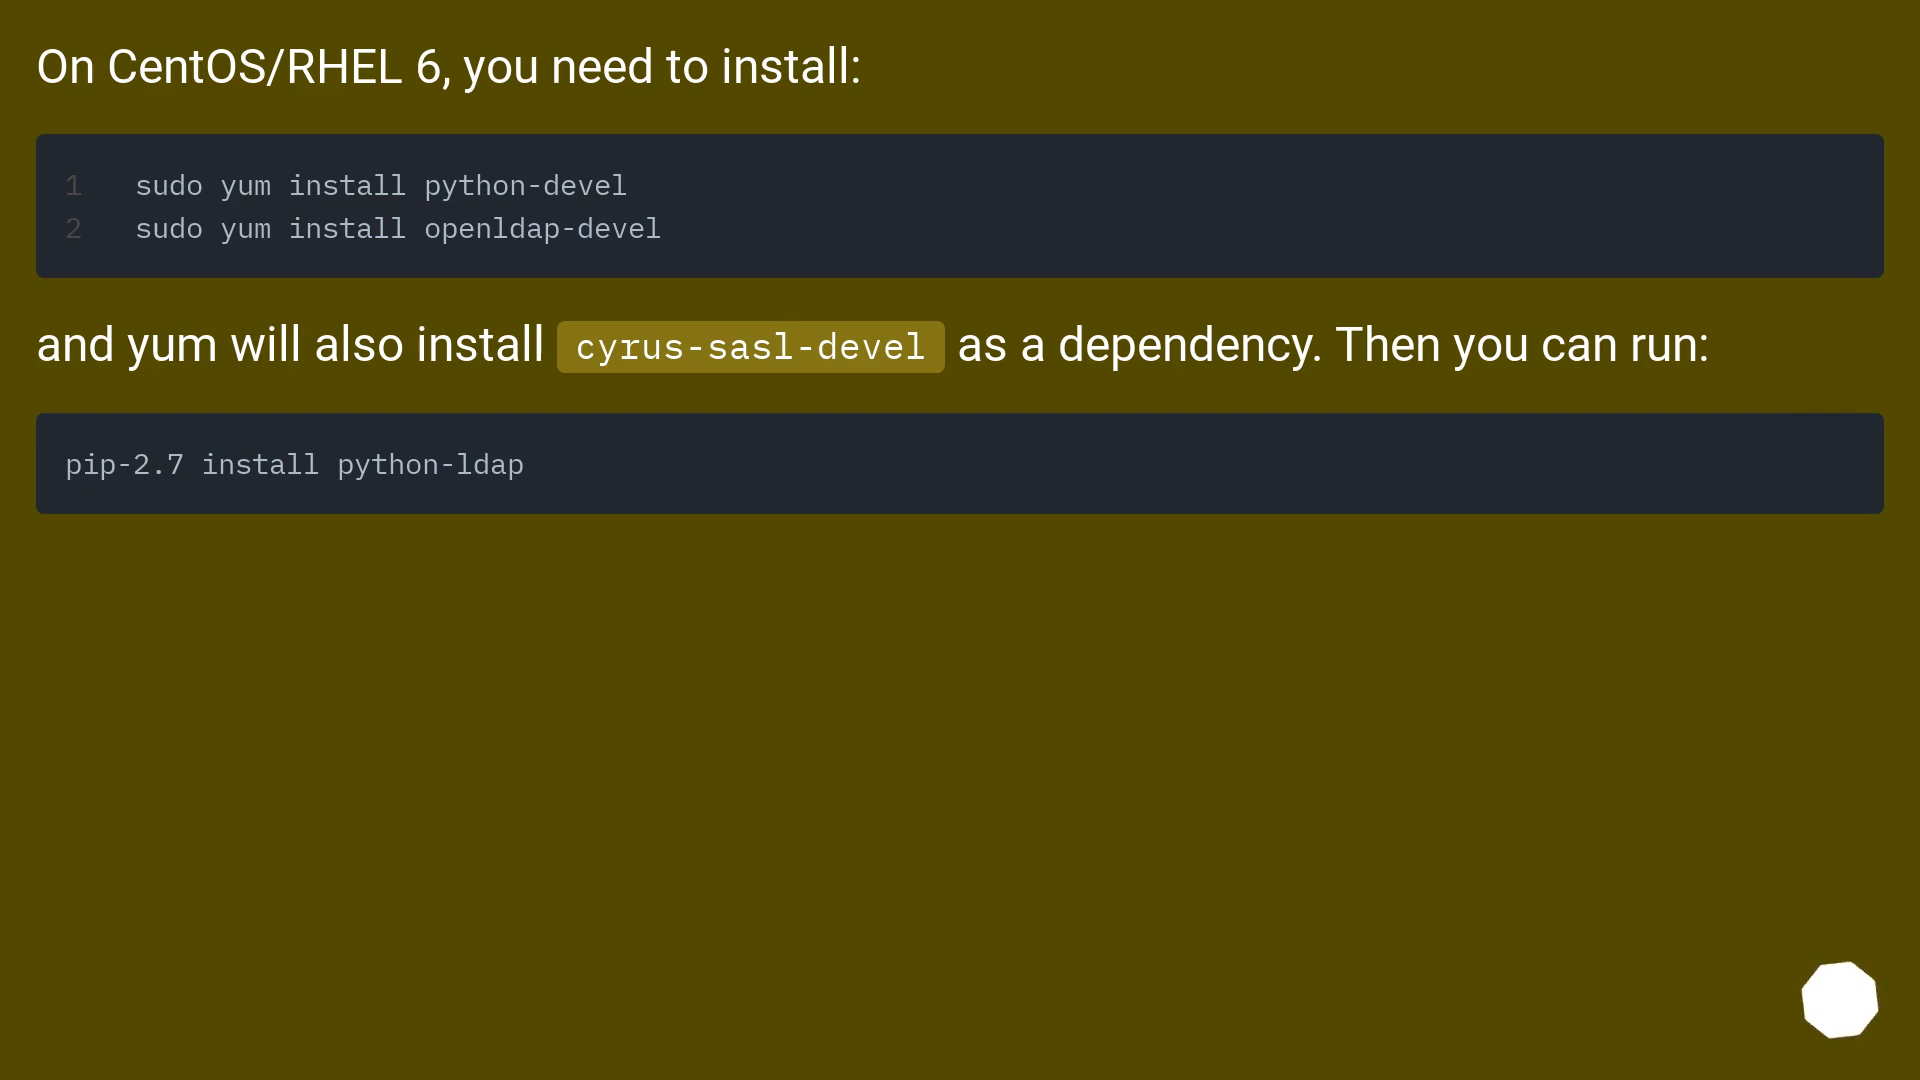 On CentOS/RHEL 6, you need to install:
1 sudo yum install python-devel
2 sudo yum install openldap-devel
and yum will also install cyrus-sasl-devel as a dependency. Then you can run:
pip-2.7 install python-ldap